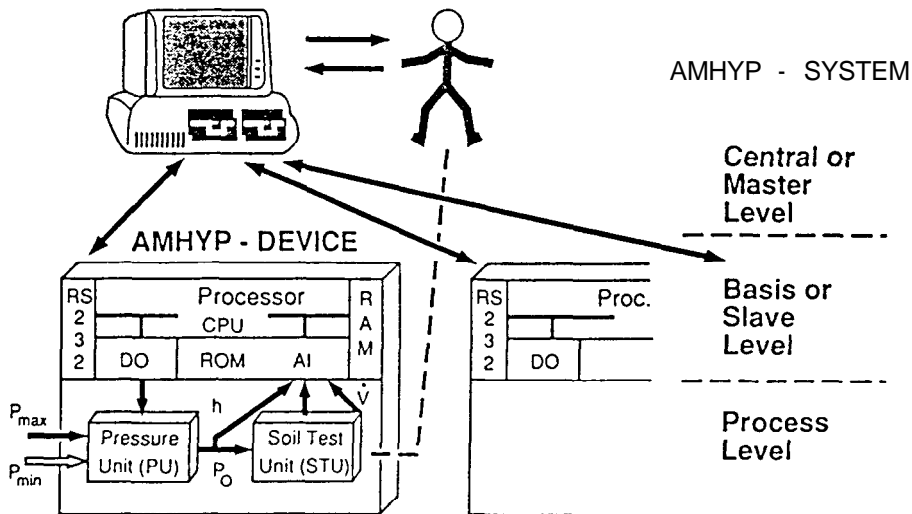 AMHYP - SYSTEM
Central or
Master
Level
AMHYP - DEVICE
RS
2
3
2
Processor
CPU
R
A
M
DO
ROM
AI
RS
2
3
2
Proc.
DO
Basis or
Slave
Level
h
V̇
Pmax
Pmin
Pressure
Unit (PU)
PO
Soil Test
Unit (STU)
Process
Level